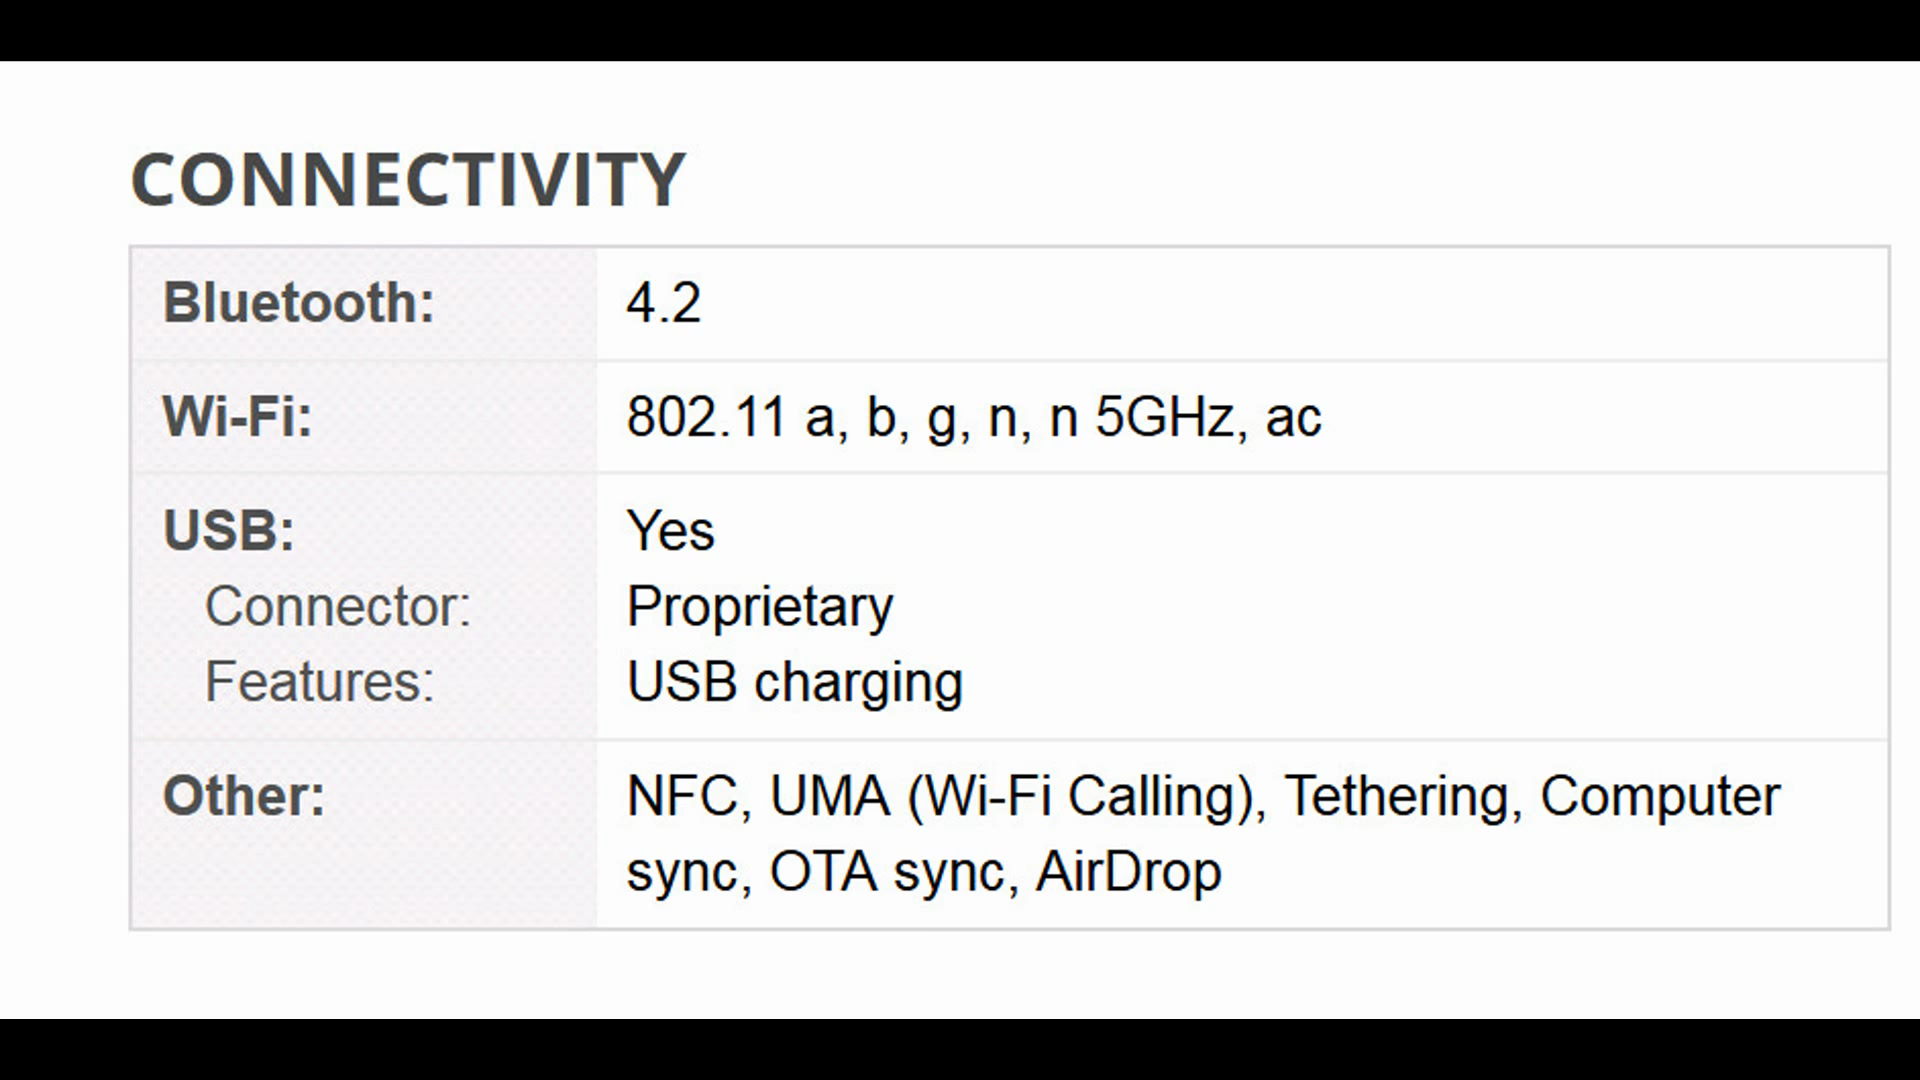 CONNECTIVITY
Bluetooth: 4.2
Wi-Fi: 802.11 a, b, g, n, n 5GHz, ac
USB: Yes
Connector: Proprietary
Features: USB charging
Other: NFC, UMA (Wi-Fi Calling), Tethering, Computer
sync, OTA sync, AirDrop